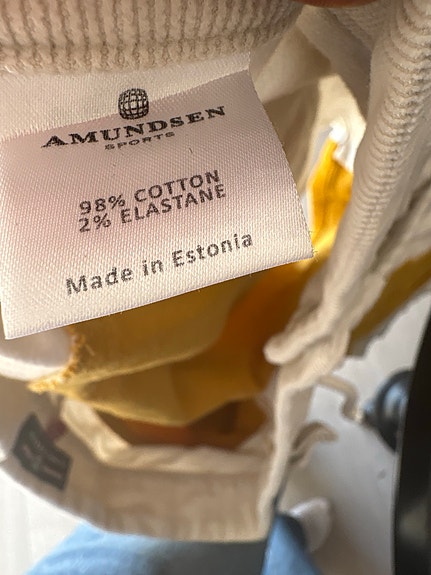 AMUNDSEN
SPORTS
98% COTTON
2% ELASTANE
Made in Estonia